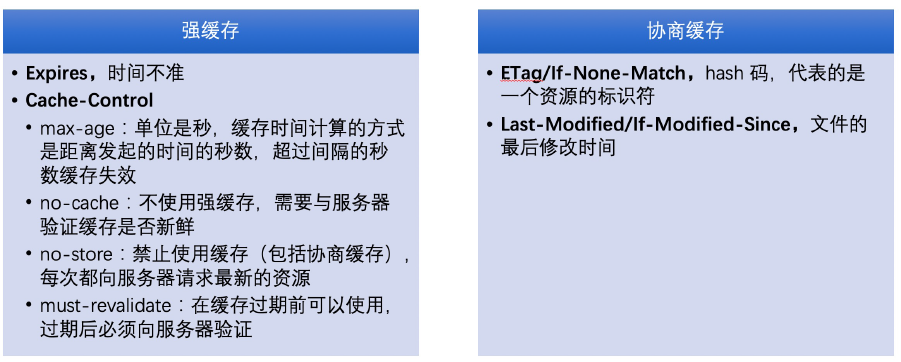 强缓存
• Expires，时间不准
• Cache-Control
• max-age：单位是秒，缓存时间计算的方式
是距离发起的时间的秒数，超过间隔的秒
数缓存失效
• no-cache：不使用强缓存，需要与服务器
验证缓存是否新鲜
• no-store：禁止使用缓存（包括协商缓存），
每次都向服务器请求最新的资源
• must-revalidate：在缓存过期前可以使用，
过期后必须向服务器验证
协商缓存
• ETag/If-None-Match，hash 码，代表的是
一个资源的标识符
• Last-Modified/If-Modified-Since，文件的
最后修改时间